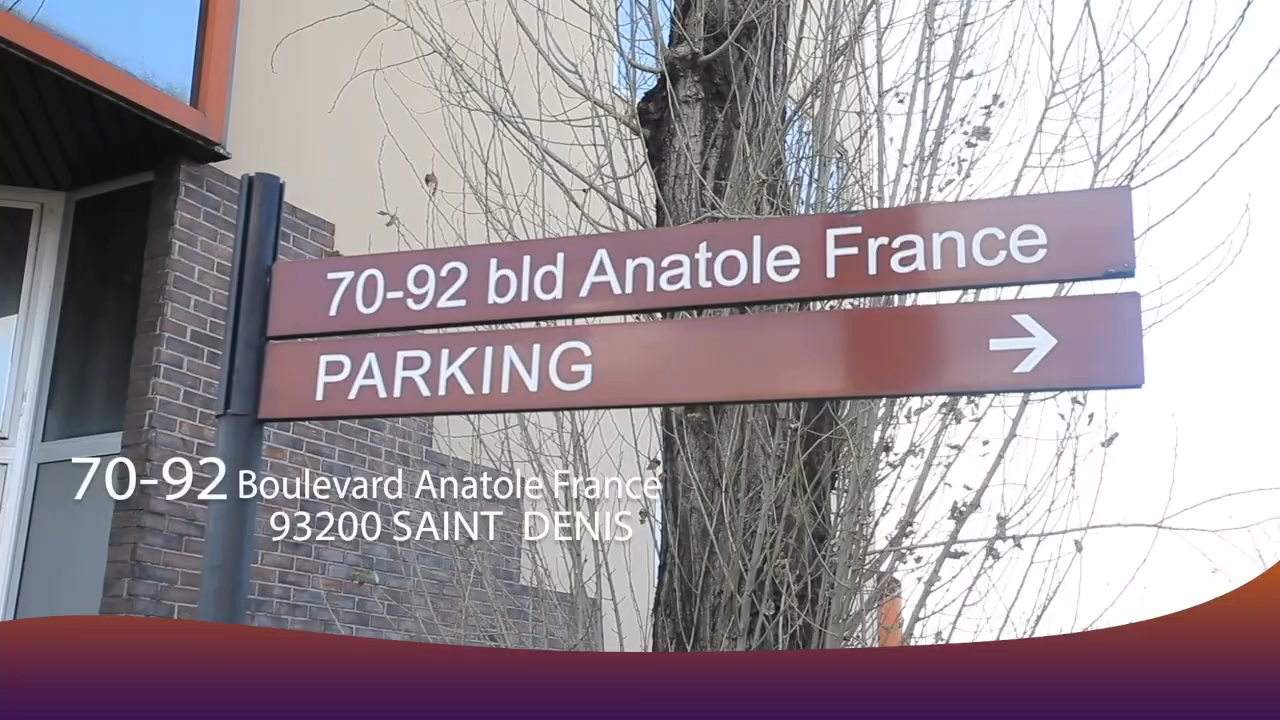 70-92 bld Anatole France
PARKING
70-92 Boulevard Anatole France
93200 SAINT DENIS